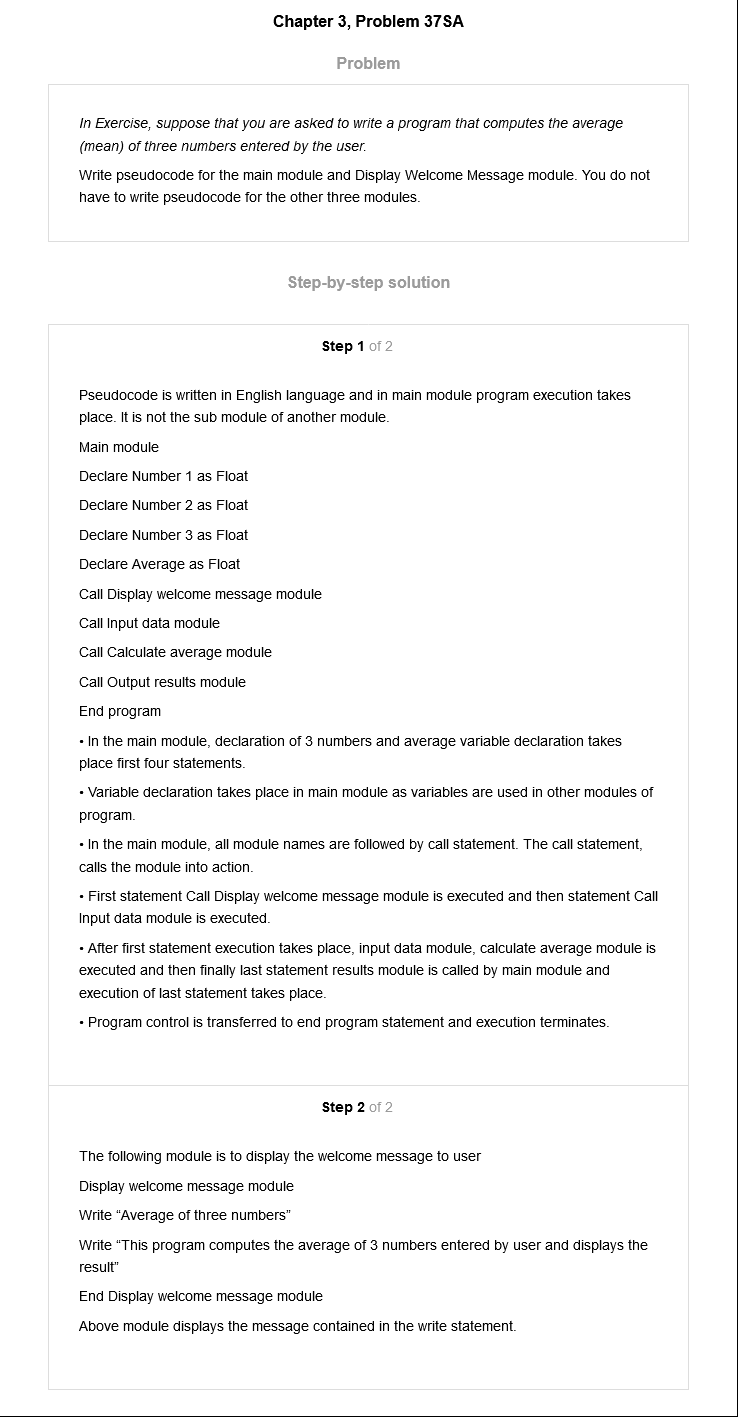 Chapter 3, Problem 37SA
Problem
In Exercise, suppose that you are asked to write a program that computes the average
(mean) of three numbers entered by the user.
Write pseudocode for the main module and Display Welcome Message module. You do not
have to write pseudocode for the other three modules.
Step-by-step solution
Step 1 of 2
Pseudocode is written in English language and in main module program execution takes
place. It is not the sub module of another module.
Main module
Declare Number 1 as Float
Declare Number 2 as Float
Declare Number 3 as Float
Declare Average as Float
Call Display welcome message module
Call Input data module
Call Calculate average module
Call Output results module
End program
• In the main module, declaration of 3 numbers and average variable declaration takes
place first four statements.
• Variable declaration takes place in main module as variables are used in other modules of
program.
• In the main module, all module names are followed by call statement. The call statement,
calls the module into action.
• First statement Call Display welcome message module is executed and then statement Call
Input data module is executed.
• After first statement execution takes place, input data module, calculate average module is
executed and then finally last statement results module is called by main module and
execution of last statement takes place.
• Program control is transferred to end program statement and execution terminates.
Step 2 of 2
The following module is to display the welcome message to user
Display welcome message module
Write “Average of three numbers”
Write “This program computes the average of 3 numbers entered by user and displays the
result”
End Display welcome message module
Above module displays the message contained in the write statement.